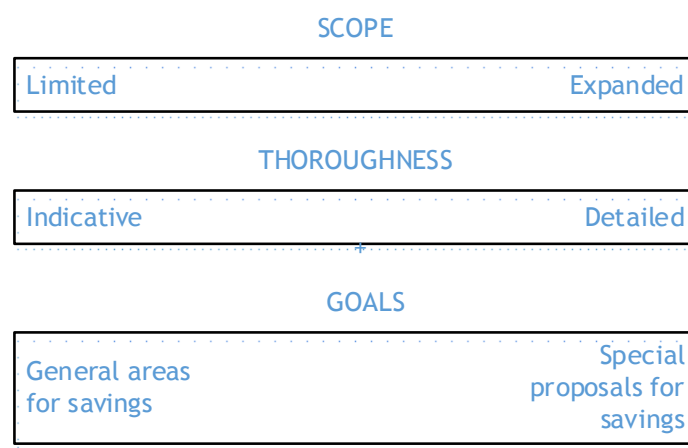 SCOPE
Limited Expanded
THOROUGHNESS
Indicative Detailed
+
GOALS
General areas
for savings
Special
proposals for
savings